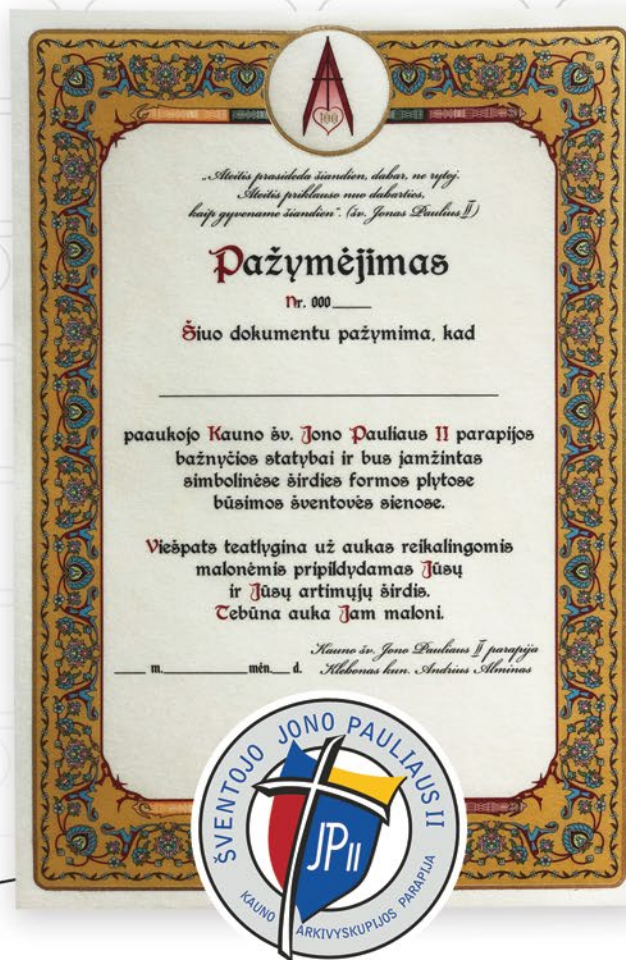 100
„Ateitis prasideda šiandien, dabar, ne rytoj.
Ateitis priklauso nuo dabarties,
kaip gyvename šiandien“. (šv. Jonas Paulius II)
Pažymėjimas
Nr. 000_____
Šiuo dokumentu pažymima, kad
paaukojo Kauno šv. Jono Pauliaus II parapijos
bažnyčios statybai ir bus įamžintas
simbolinėse širdies formos plytose
būsimos šventovės sienose.
Viešpats teatlygina už aukas reikalingomis
malonėmis pripildydamas Jūsų
ir Jūsų artimųjų širdis.
Tebūna auka Jam maloni.
Kauno šv. Jono Pauliaus II parapija
____ m.___________mėn.___ d. Klebonas kun. Andrius Alminas
ŠVENTOJO JONO PAULIAUS II
JPII
KAUNO ARKIVYSKUPIJOS PARAPIJA